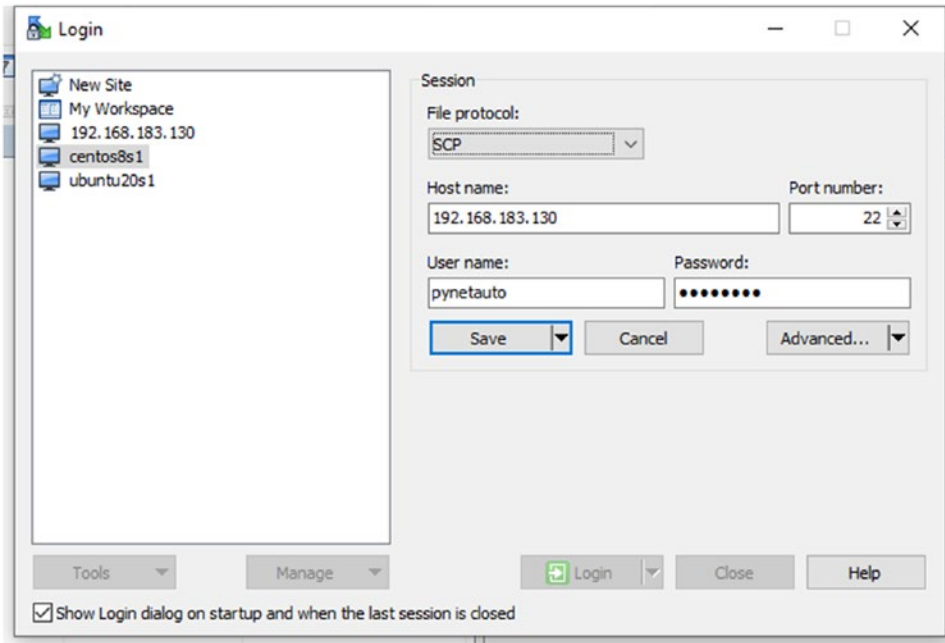 Login
New Site
My Workspace
192.168.183.130
centos8s1
ubuntu20s1
Session
File protocol:
SCP
Host name:
Port number:
192.168.183.130
22
User name:
Password:
pynetauto
Save
Cancel
Advanced...
Tools
Manage
Login
Close
Help
Show Login dialog on startup and when the last session is closed